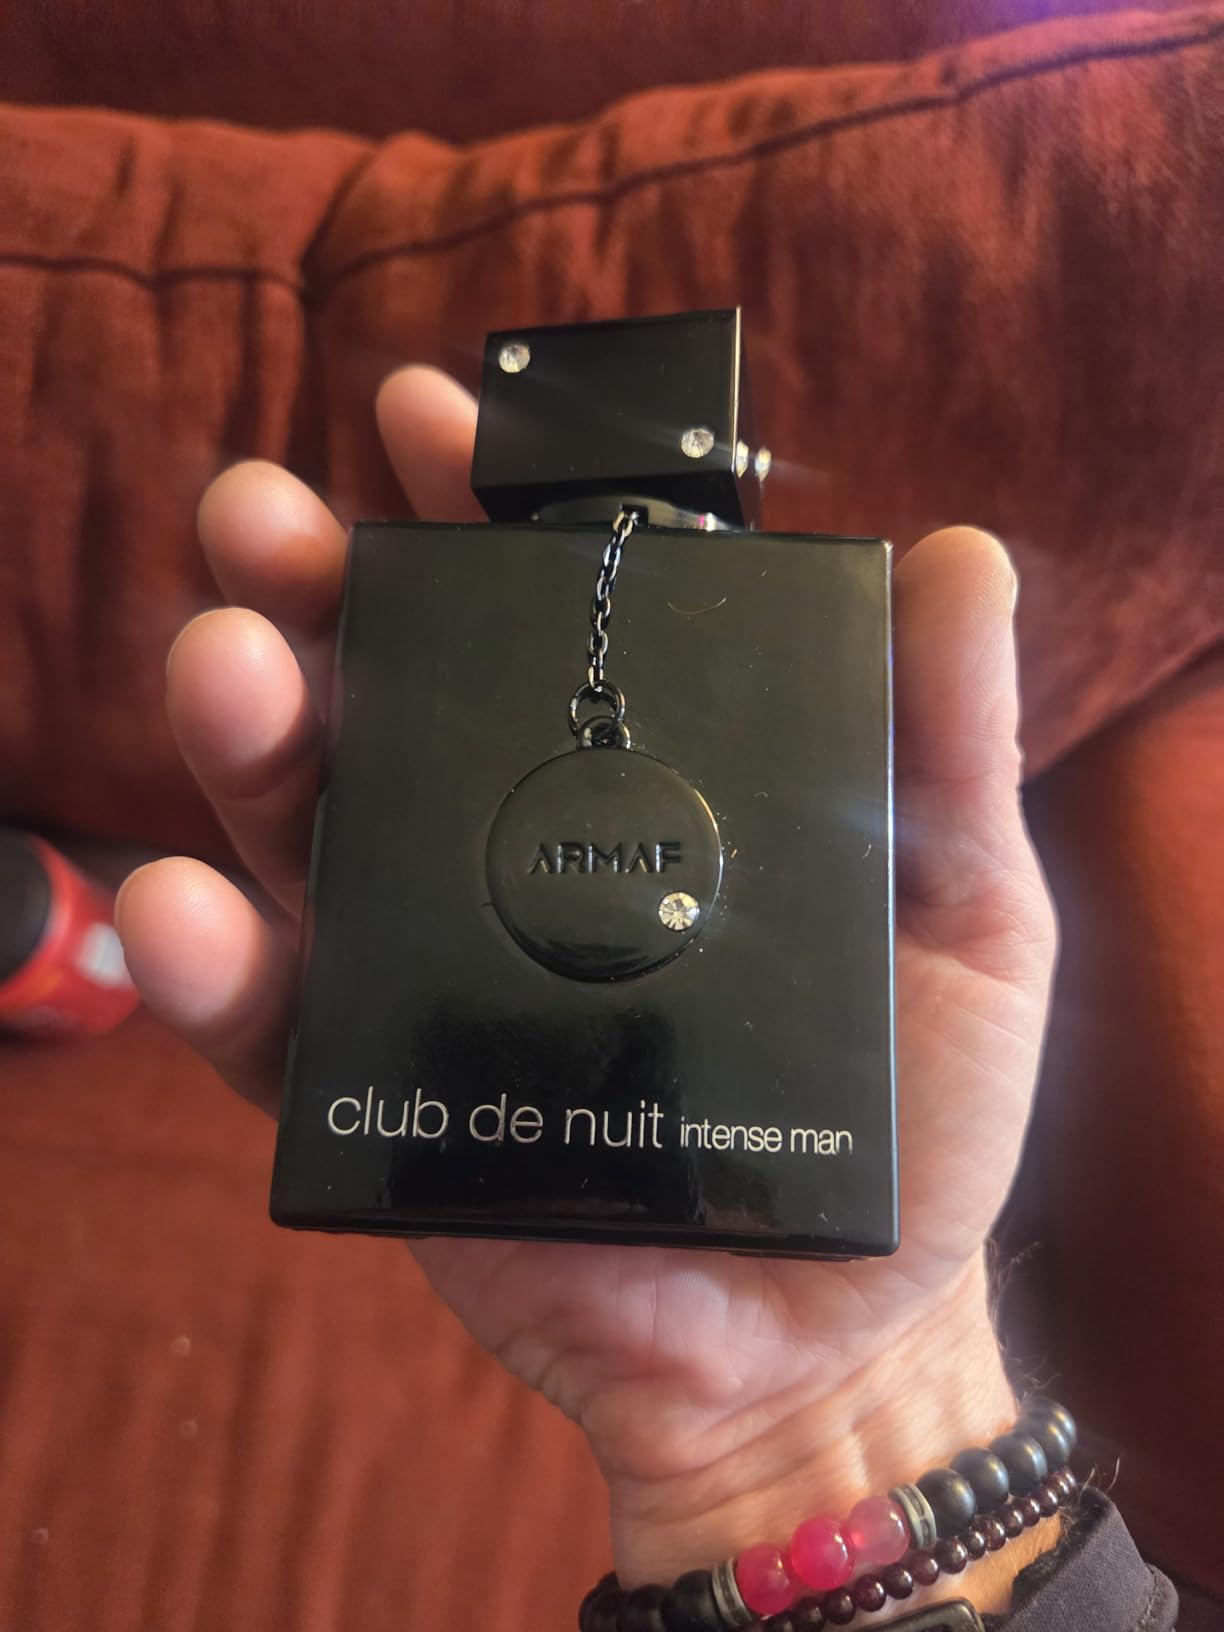 ARMAF
club de nuit intense man